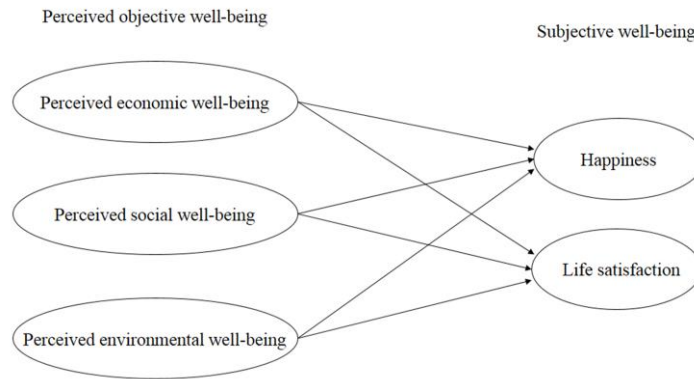 Perceived objective well-being
Subjective well-being
Perceived economic well-being
Happiness
Perceived social well-being
Life satisfaction
Perceived environmental well-being